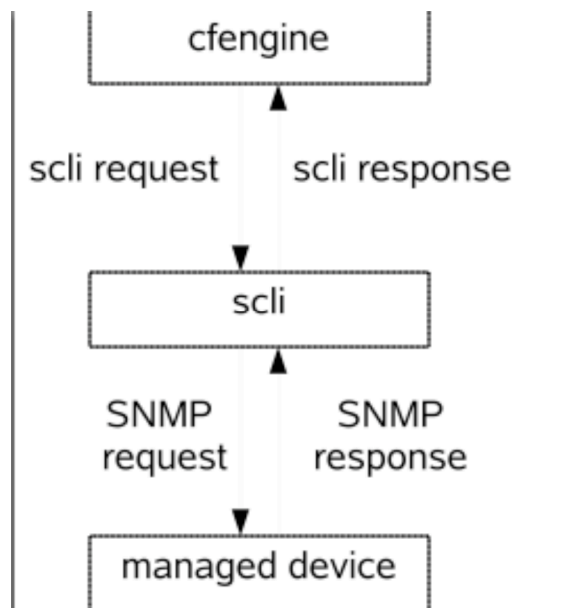 cfengine
scli request
scli response
scli
SNMP
request
SNMP
response
managed device